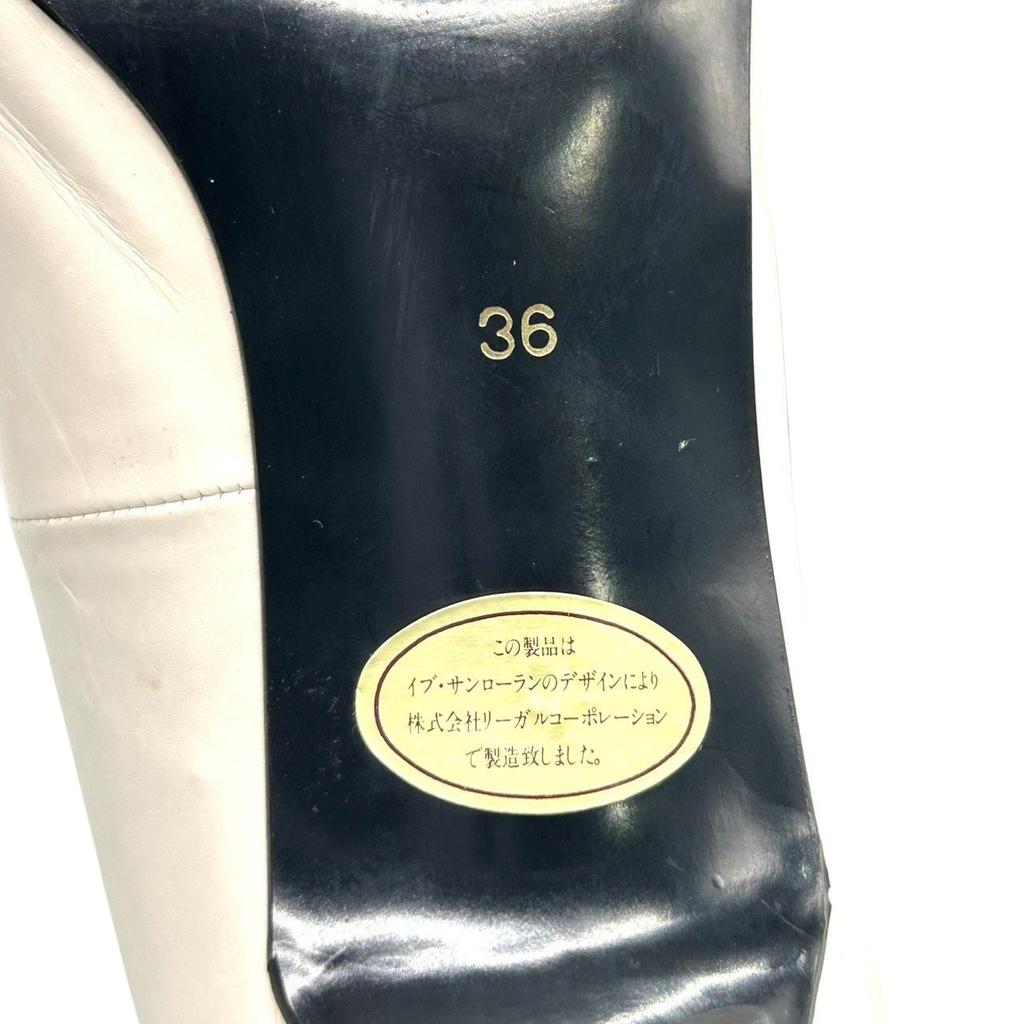 36
この製品は
イブ・サンローランのデザインにより
株式会社リーガルコーポレーション
で製造致しました。